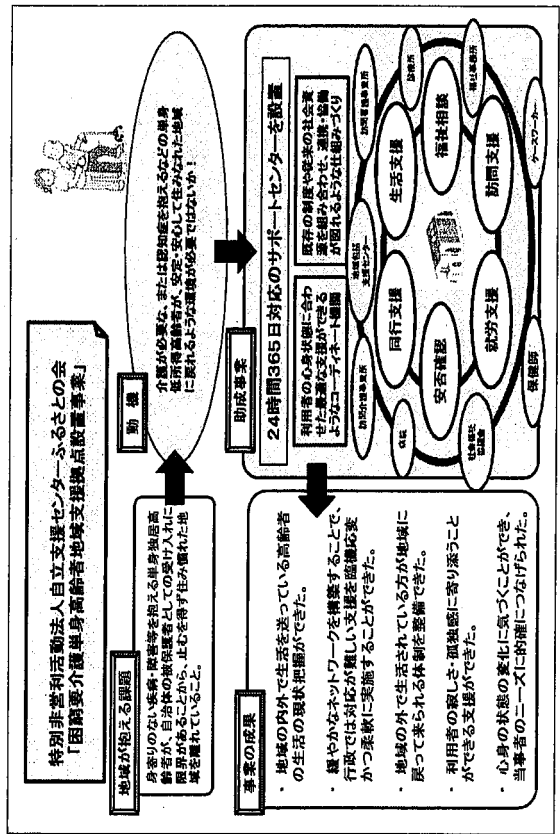 特別非営利活動法人自立支援センターふるさとの会
「困窮要介護単身高齢者地域支援拠点設置事業」
地域が抱える課題
身寄りのない疾病・障害等を抱える単身独居高
齢者が、自治体の被保護者としての受け入れに
限界があることから、止むを得ず住み慣れた地
域を離れていること。
動機
介護が必要な、または認知症を抱えるなどの単身
低所得高齢者が、安定・安心して住みなれた地域
に戻れるような環境が必要ではないか！
助成事業
24時間365日対応のサポートセンターを設置
利用者の心身状態に合わ
せた最適な支援ができる
ようなコーディネート機関
既存の制度や従来の社会資
源を組み合わせ、連携・協働
が図れるような仕組みづくり
訪問介護事業所
地域包括
支援センター
訪問看護事業所
病院
診療所
同行支援
生活支援
安否確認
福祉相談
就労支援
訪問支援
社会福祉
協議会
福祉事務所
保健師
ケースワーカー
事業の成果
・ 地域の内外で生活を送っている高齢者
の生活の現状把握ができた。
・ 緩やかなネットワークを構築することで、
行政では対応が難しい支援を臨機応変
かつ柔軟に実施することができた。
・ 地域の外で生活されている方が地域に
戻って来られる体制を整備できた。
・ 利用者の寂しさ・孤独感に寄り添うこと
ができる支援ができた。
・ 心身の状態の変化に気づくことができ、
当事者のニーズに的確につなげられた。